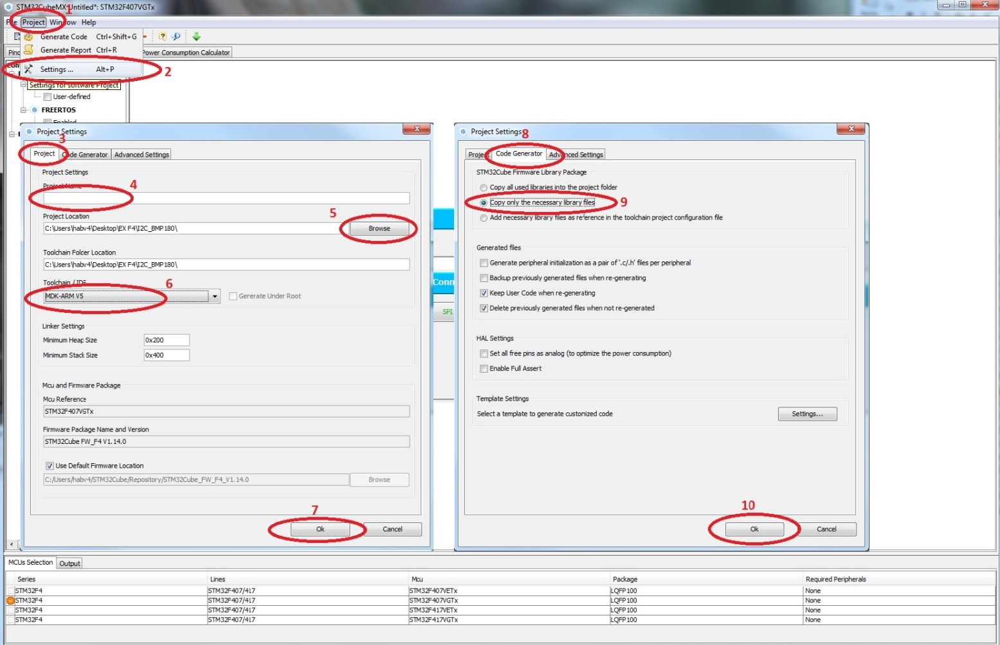 STM32CubeMX Untitled*: STM32F407VGTx
1
File Project Window Help
Generate Code Ctrl+Shift+G
Generate Report Ctrl+R
Power Consumption Calculator
Settings ... Alt+P
2
Settings for software Project
User-defined
FREERTOS
Enabled
Project Settings
3
Project Code Generator Advanced Settings
Project Settings
Project Name
4
Project Location
5
C:\Users\habv4\Desktop\EX F4\I2C_BMP180\
Browse
Toolchain Folder Location
C:\Users\habv4\Desktop\EX F4\I2C_BMP180\
Toolchain / IDE
6
MDK-ARM V5
Generate Under Root
Linker Settings
Minimum Heap Size 0x200
Minimum Stack Size 0x400
Mcu and Firmware Package
Mcu Reference
STM32F407VGTx
Firmware Package Name and Version
STM32Cube FW_F4 V1.14.0
Use Default Firmware Location
C:/Users/habv4/STM32Cube/Repository/STM32Cube_FW_F4_V1.14.0
Browse
7
Ok Cancel
SPI
Project Settings
8
Project Code Generator Advanced Settings
STM32Cube Firmware Library Package
Copy all used libraries into the project folder
Copy only the necessary library files
9
Add necessary library files as reference in the toolchain project configuration file
Generated files
Generate peripheral initialization as a pair of '.c/.h' files per peripheral
Backup previously generated files when re-generating
Keep User Code when re-generating
Delete previously generated files when not re-generated
HAL Settings
Set all free pins as analog (to optimize the power consumption)
Enable Full Assert
Template Settings
Select a template to generate customized code
Settings...
10
Ok Cancel
MCUs Selection Output
Series Lines Mcu Package Required Peripherals
STM32F4 STM32F407/417 STM32F407VETx LQFP100 None
STM32F4 STM32F407/417 STM32F407VGTx LQFP100 None
STM32F4 STM32F407/417 STM32F417VETx LQFP100 None
STM32F4 STM32F407/417 STM32F417VGTx LQFP100 None